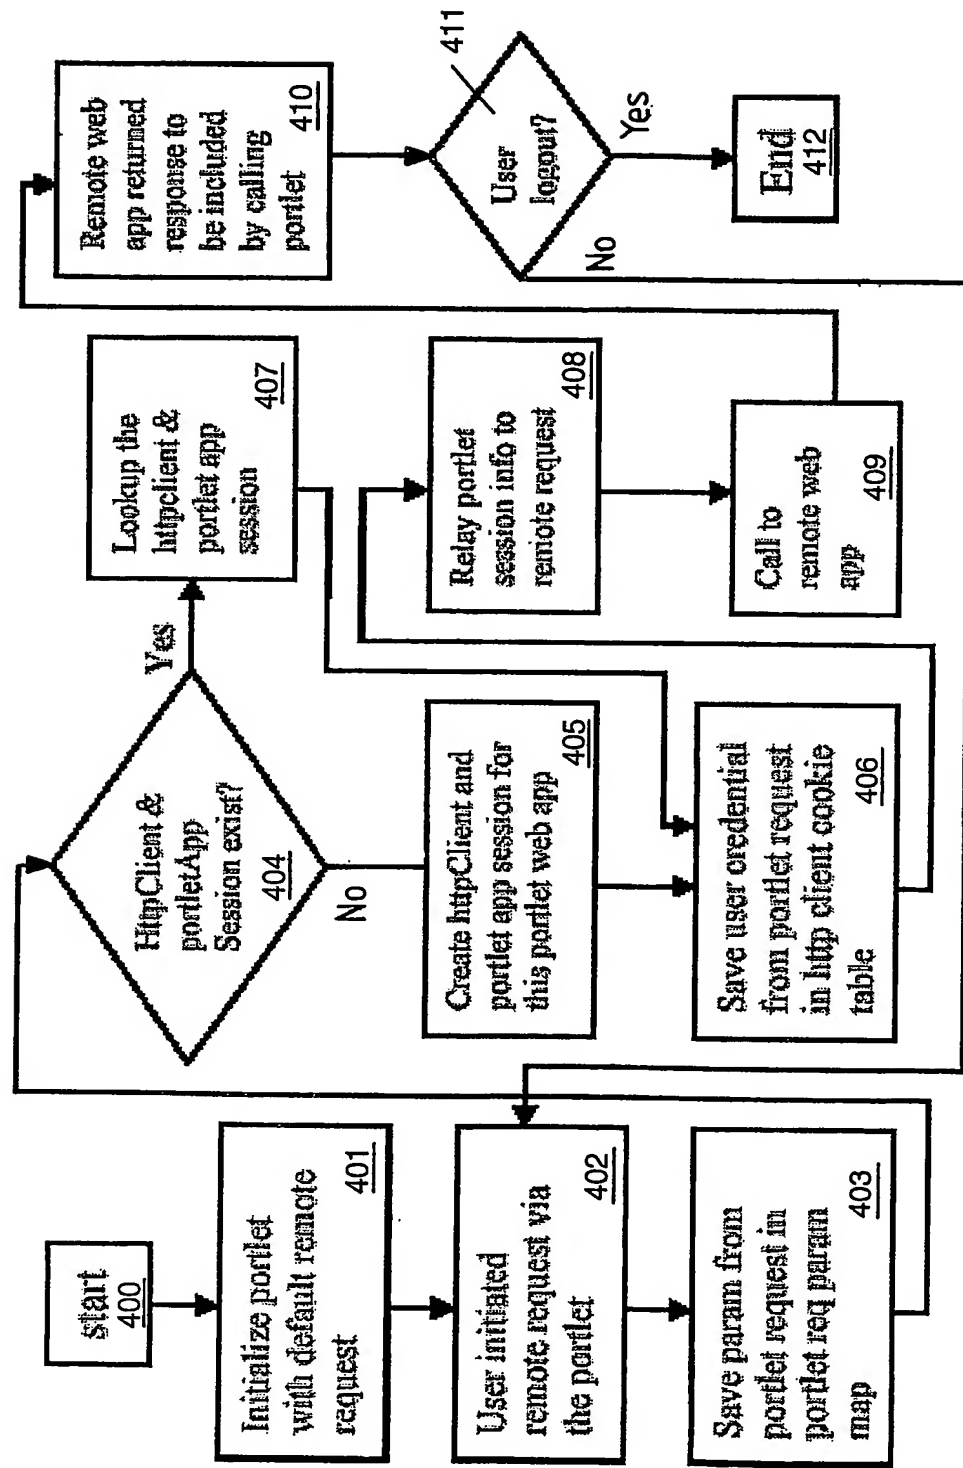 start
400
Initialize portlet
with default remote
request
401
User initiated
remote request via
the portlet
402
Save param from
portlet request in
portlet req param
map
403
HttpClient &
portletApp
Session exist?
404
Yes
No
Create httpClient and
portlet app session for
this portlet web app
405
Save user credential
from portlet request
in http client cookie
table
406
Lookup the
httpclient &
portlet app
session
407
Relay portlet
session info to
remote request
408
Call to
remote web
app
409
Remote web
app returned
response to
be included
by calling
portlet
410
411
User
logout?
No
Yes
End
412